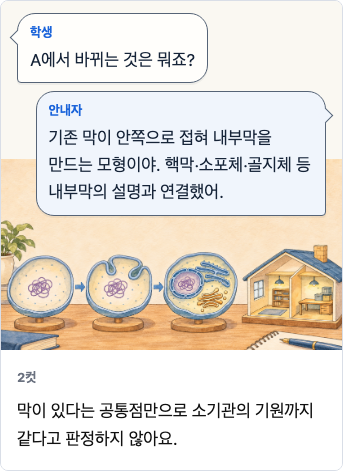 학생
A에서 바뀌는 것은 뭐죠?
안내자
기존 막이 안쪽으로 접혀 내부막을
만드는 모형이야. 핵막·소포체·골지체 등
내부막의 설명과 연결했어.
2컷
막이 있다는 공통점만으로 소기관의 기원까지
같다고 판정하지 않아요.